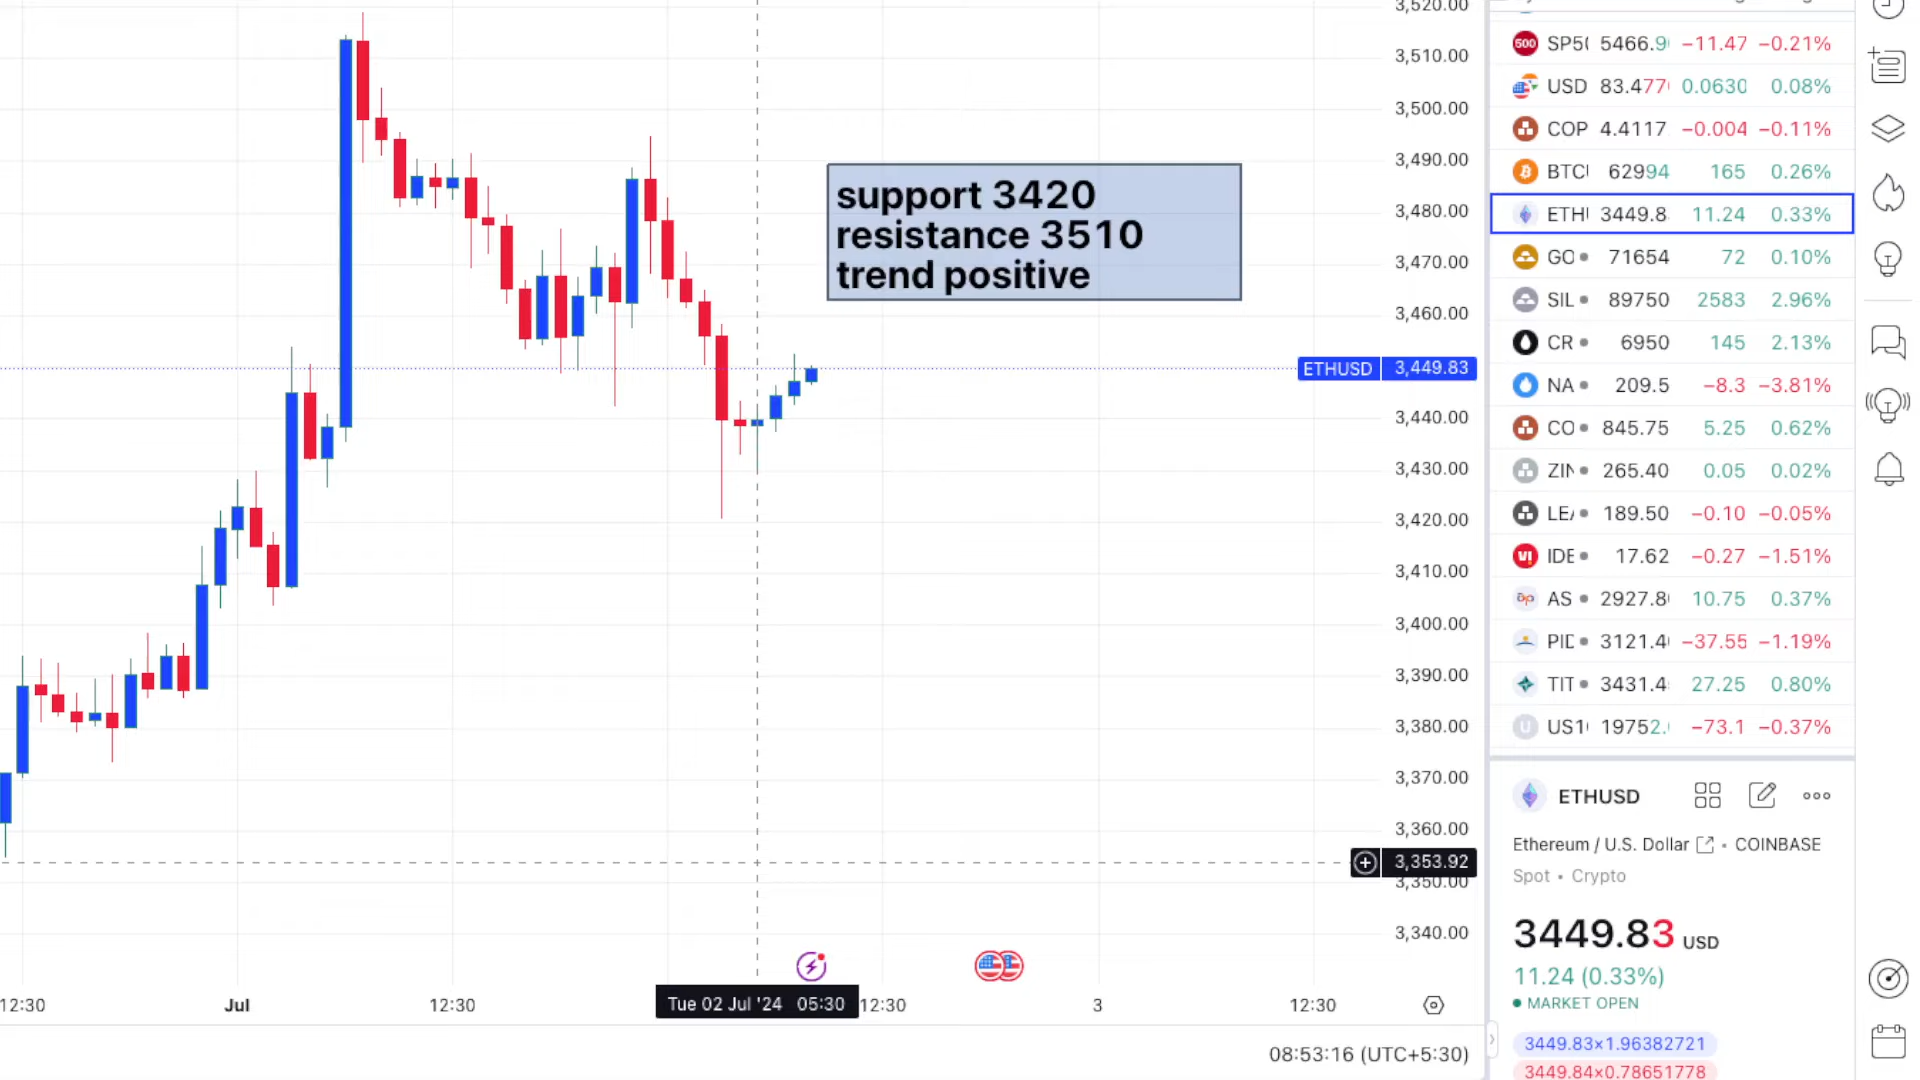 3,520.00
3,510.00
3,500.00
3,490.00
3,480.00
3,470.00
3,460.00
ETHUSD 3,449.83
3,440.00
3,430.00
3,420.00
3,410.00
3,400.00
3,390.00
3,380.00
3,370.00
3,360.00
3,353.92
3,350.00
3,340.00
support 3420
resistance 3510
trend positive
12:30 Jul 12:30 Tue 02 Jul '24 05:30 12:30 3 12:30
08:53:16 (UTC+5:30)
500 SP50 5466.90 −11.47 −0.21%
USD 83.4770 0.0630 0.08%
COP 4.4117 −0.004 −0.11%
BTCU 62994 165 0.26%
ETHU 3449.8 11.24 0.33%
GO 71654 72 0.10%
SIL 89750 2583 2.96%
CR 6950 145 2.13%
NA 209.5 −8.3 −3.81%
CO 845.75 5.25 0.62%
ZIN 265.40 0.05 0.02%
LEA 189.50 −0.10 −0.05%
IDE 17.62 −0.27 −1.51%
AS 2927.80 10.75 0.37%
PID 3121.40 −37.55 −1.19%
TIT 3431.4 27.25 0.80%
U US10 19752. −73.1 −0.37%
ETHUSD
Ethereum / U.S. Dollar • COINBASE
Spot • Crypto
3449.83 USD
11.24 (0.33%)
MARKET OPEN
3449.83×1.96382721
3449.84×0.78651778